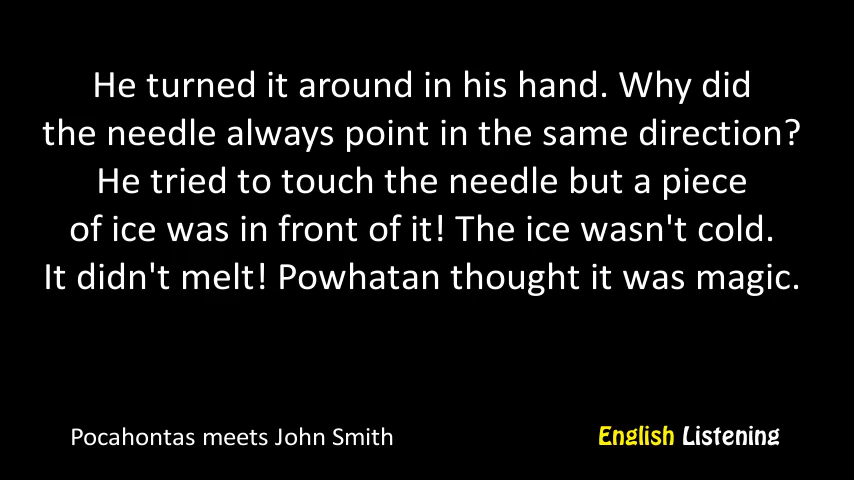 He turned it around in his hand. Why did
the needle always point in the same direction?
He tried to touch the needle but a piece
of ice was in front of it! The ice wasn't cold.
It didn't melt! Powhatan thought it was magic.
Pocahontas meets John Smith
English Listening